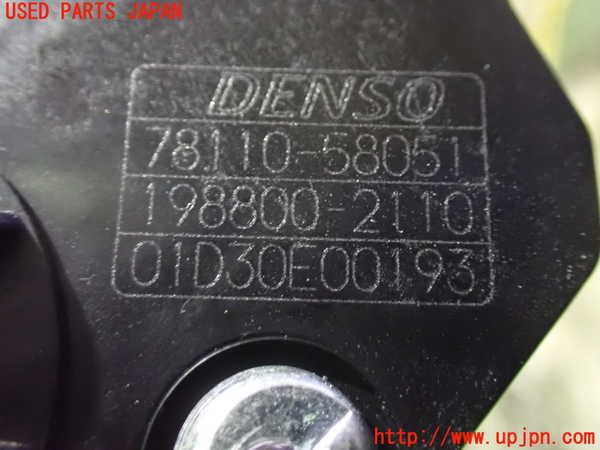 USED PARTS JAPAN
DENSO
78110-58051
198800-2110
01D30E00193
http://www.upjpn.com/